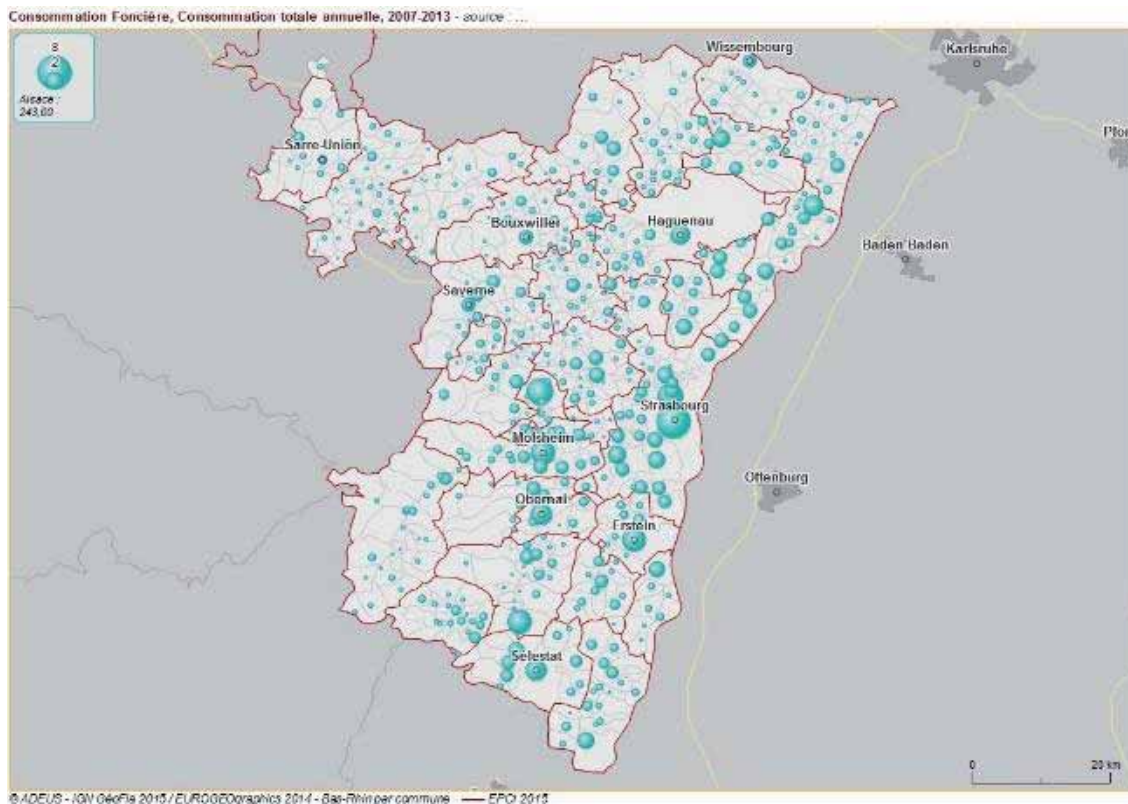 Consommation Foncière, Consommation totale annuelle, 2007-2013 - source : ...
8
2
Alsace :
243,00
Wissembourg
Karlsruhe
Sarre-Union
Bouxwiller
Haguenau
Baden Baden
Saverne
Strasbourg
Molsheim
Offenburg
Obernai
Erstein
Sélestat
0 20 km
© ADEUS - IGN GéoFla 2015 / EUROGEOgraphics 2014 - Bas-Rhin par commune — EPCI 2015